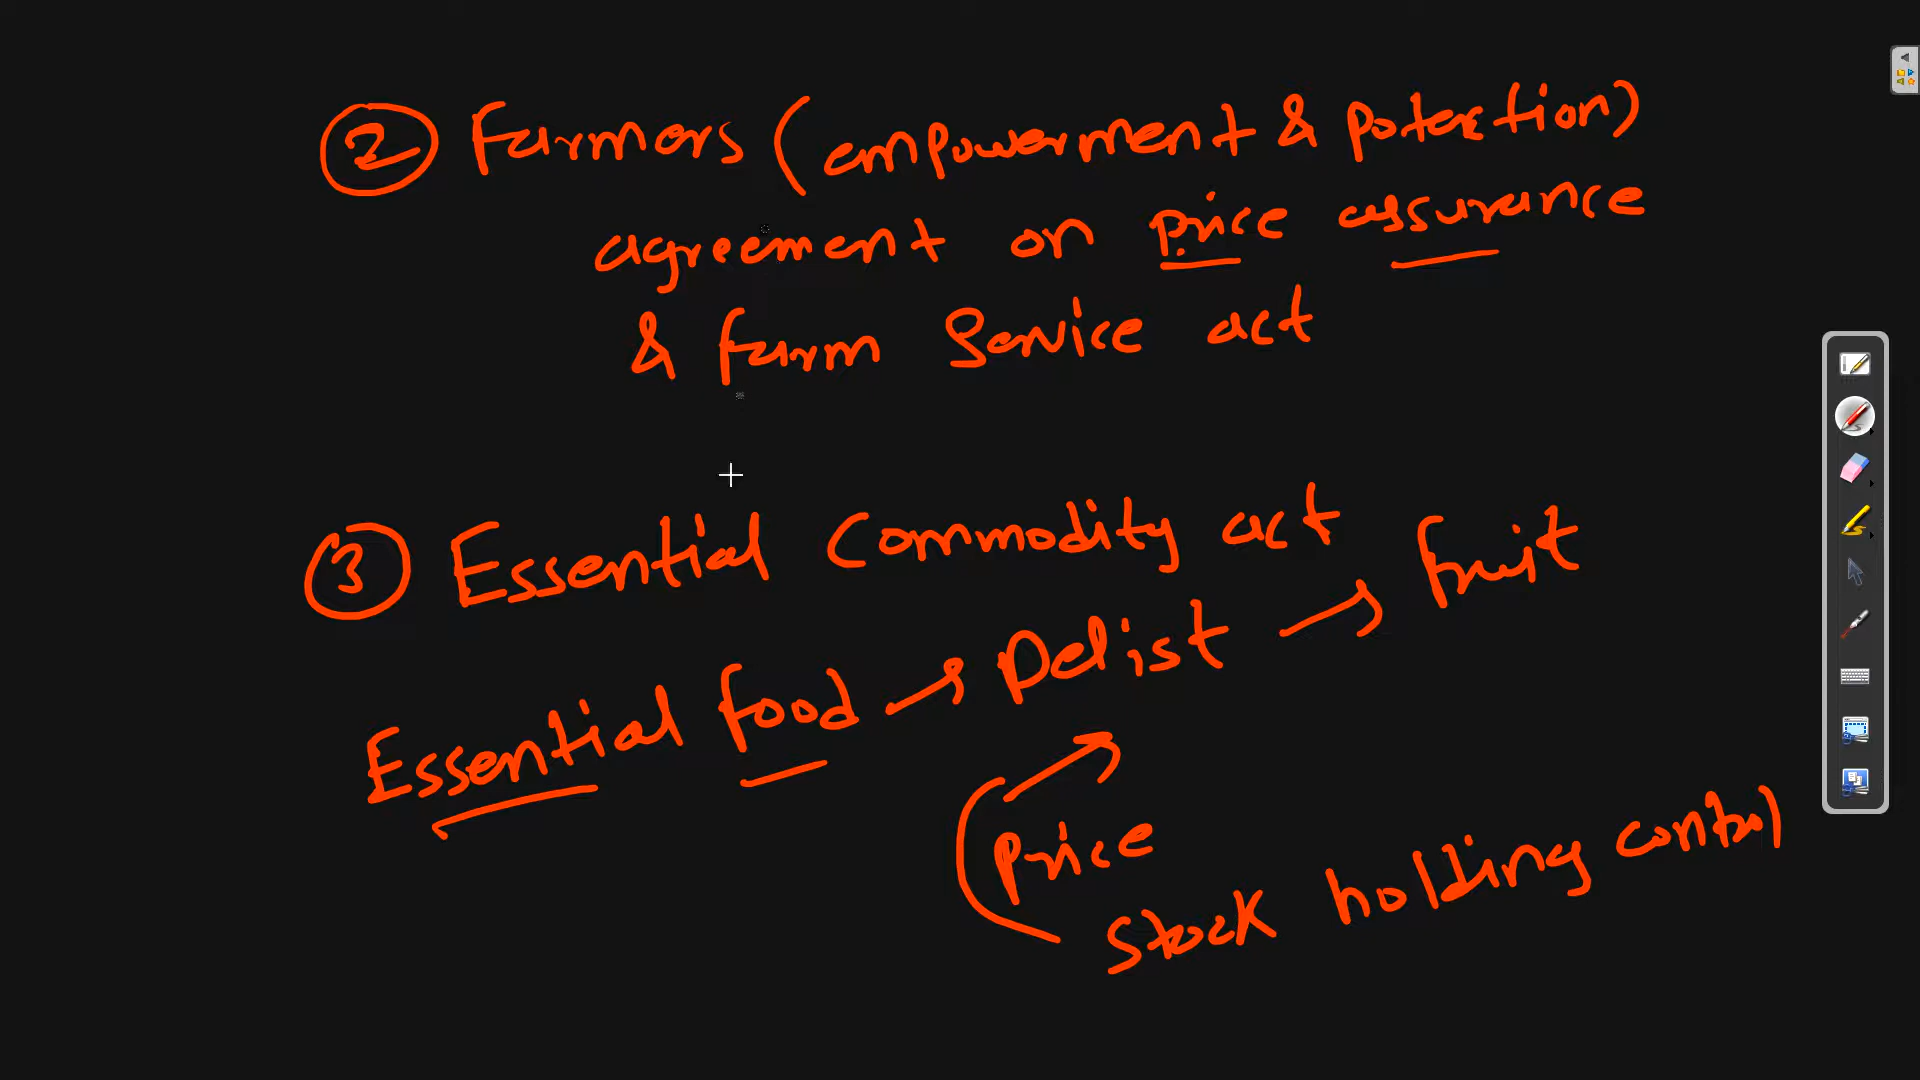 2 Farmers (empowerment & potection)
agreement on price assurance
& farm Service act
3 Essential Commodity act
Essential food → Delist → fruit
price
Stock holding control